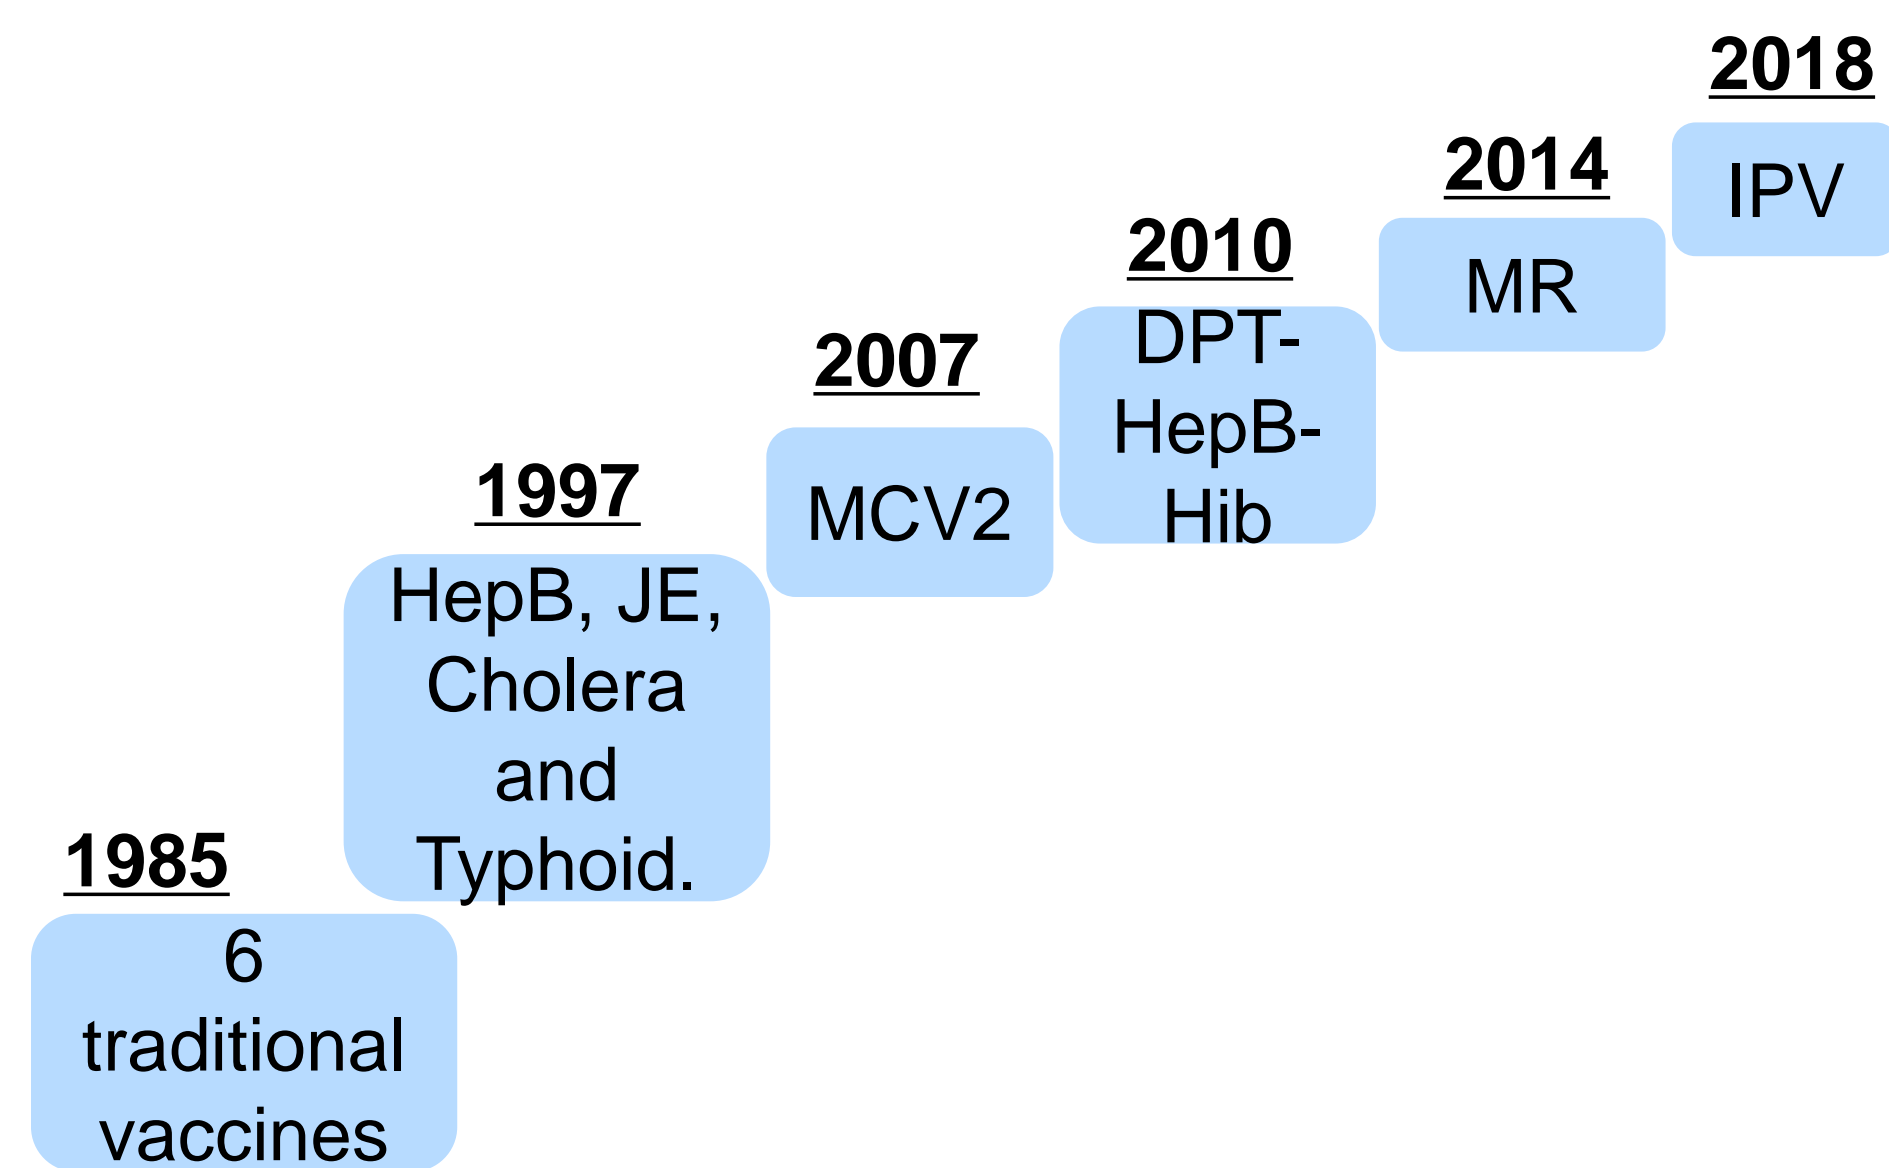 1985
6
traditional
vaccines
1997
HepB, JE,
Cholera
and
Typhoid.
2007
MCV2
2010
DPT-
HepB-
Hib
2014
MR
2018
IPV